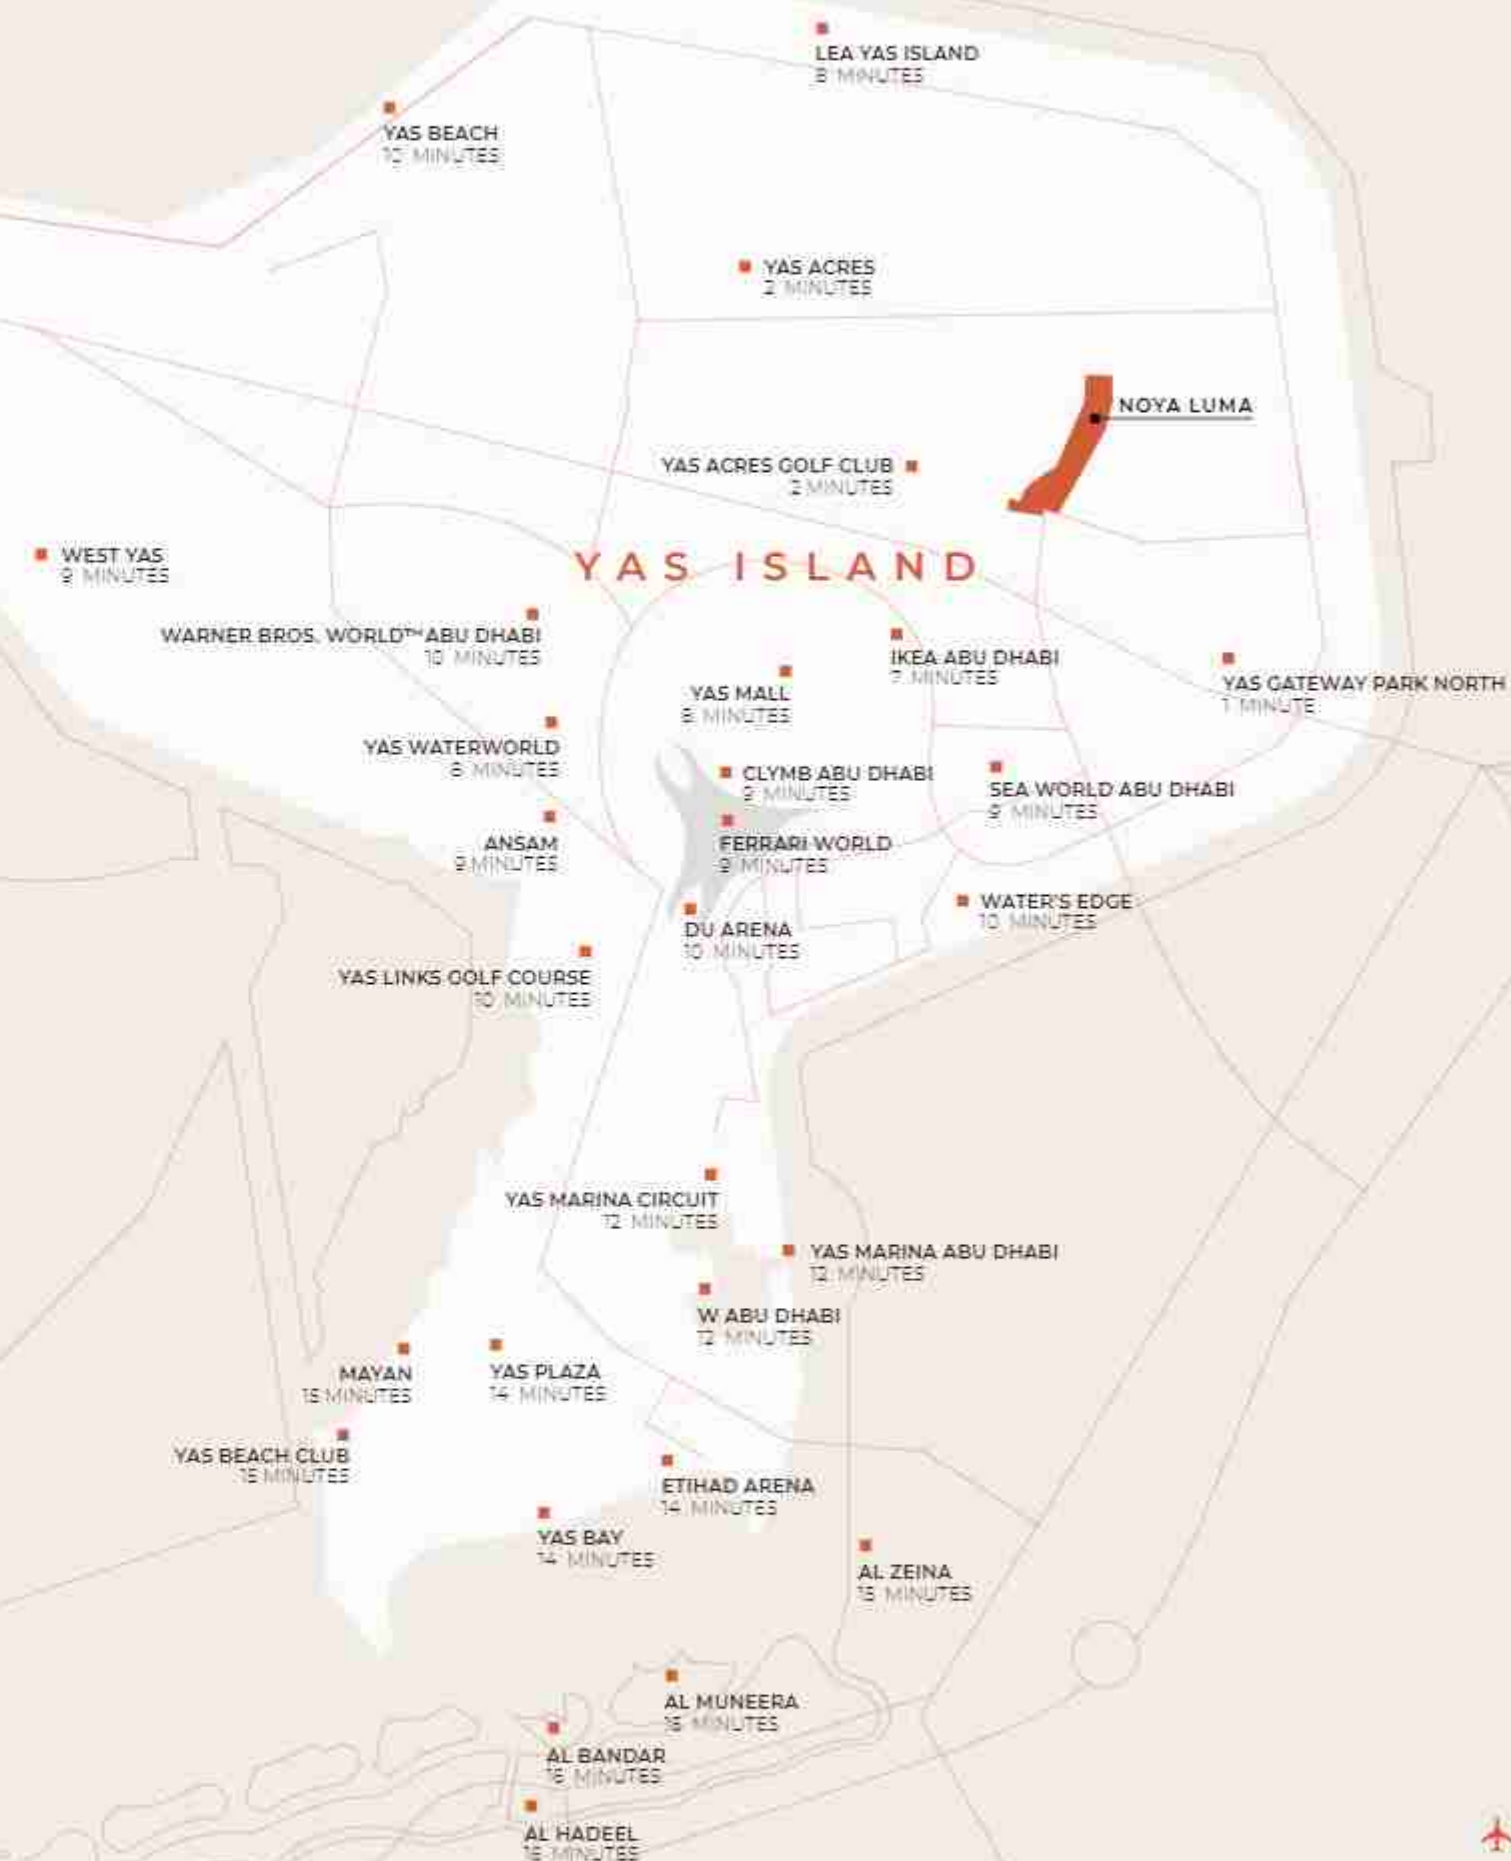 LEA YAS ISLAND
8 MINUTES
YAS BEACH
10 MINUTES
YAS ACRES
2 MINUTES
NOYA LUMA
YAS ACRES GOLF CLUB
2 MINUTES
YAS ISLAND
WEST YAS
9 MINUTES
WARNER BROS. WORLD™ ABU DHABI
10 MINUTES
IKEA ABU DHABI
7 MINUTES
YAS GATEWAY PARK NORTH
1 MINUTE
YAS MALL
8 MINUTES
YAS WATERWORLD
8 MINUTES
CLYMB ABU DHABI
9 MINUTES
SEA WORLD ABU DHABI
9 MINUTES
ANSAM
9 MINUTES
FERRARI WORLD
9 MINUTES
WATER'S EDGE
10 MINUTES
DU ARENA
10 MINUTES
YAS LINKS GOLF COURSE
10 MINUTES
YAS MARINA CIRCUIT
12 MINUTES
YAS MARINA ABU DHABI
12 MINUTES
W ABU DHABI
12 MINUTES
MAYAN
15 MINUTES
YAS PLAZA
14 MINUTES
YAS BEACH CLUB
15 MINUTES
ETIHAD ARENA
14 MINUTES
YAS BAY
14 MINUTES
AL ZEINA
MINUTES
AL MUNEERA
MINUTES
AL BANDAR
MINUTES
AL HADEEL
MINUTES